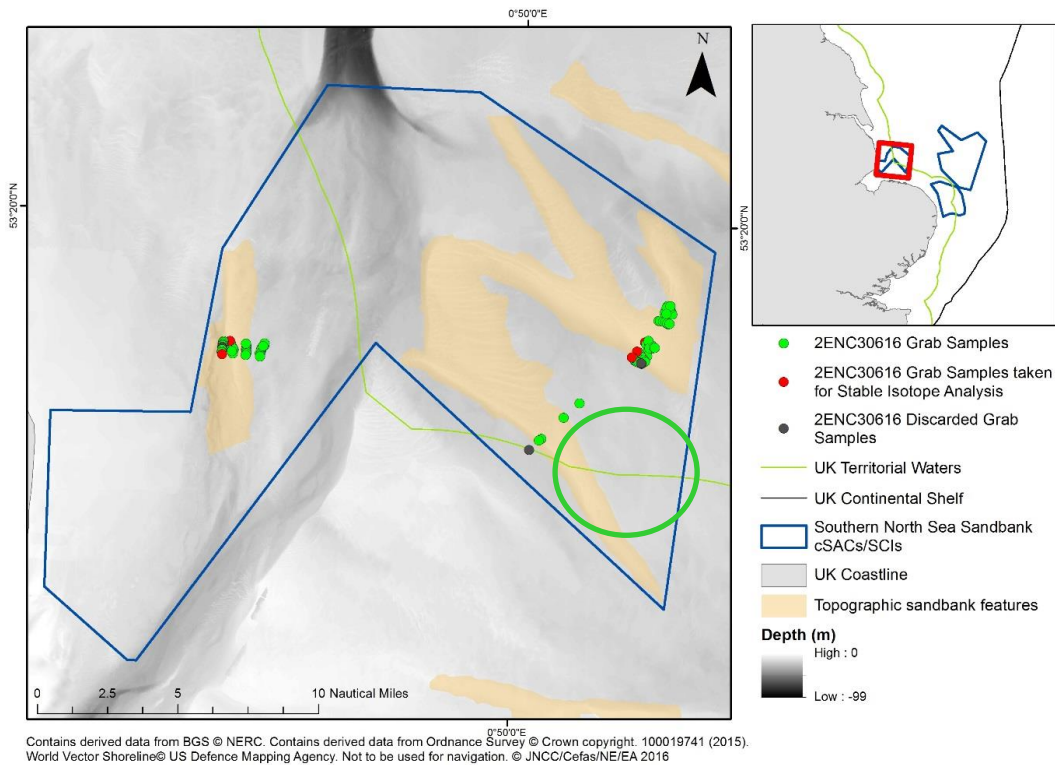 0°50'0"E
N
53°20'0"N
53°20'0"N
2ENC30616 Grab Samples
2ENC30616 Grab Samples taken
for Stable Isotope Analysis
2ENC30616 Discarded Grab
Samples
UK Territorial Waters
UK Continental Shelf
Southern North Sea Sandbank
cSACs/SCIs
UK Coastline
Topographic sandbank features
Depth (m)
High : 0
Low : -99
0 2.5 5 10 Nautical Miles
0°50'0"E
Contains derived data from BGS © NERC. Contains derived data from Ordnance Survey © Crown copyright. 100019741 (2015).
World Vector Shoreline© US Defence Mapping Agency. Not to be used for navigation. © JNCC/Cefas/NE/EA 2016